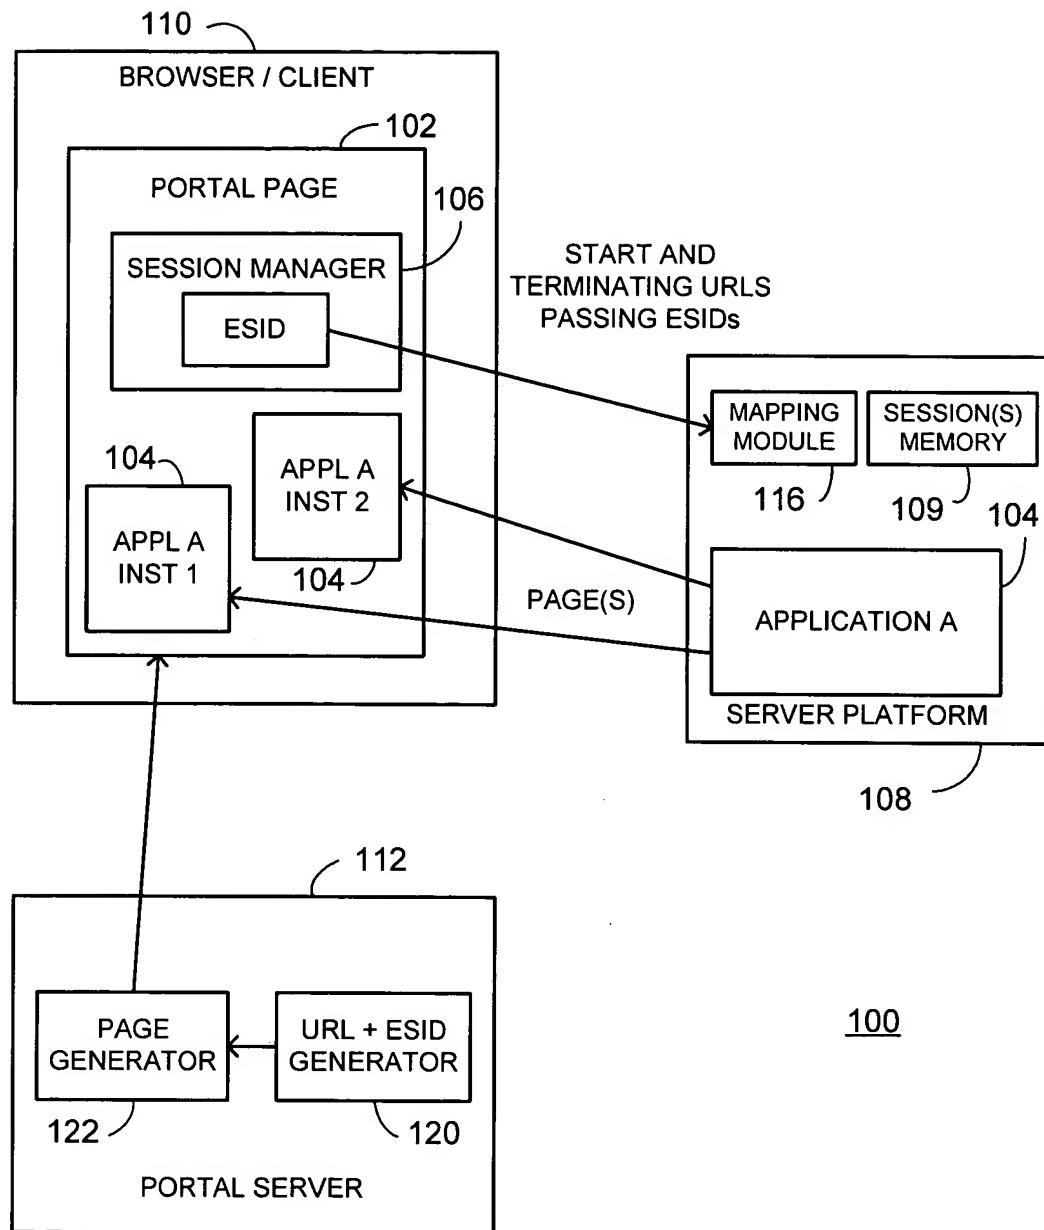 110
BROWSER / CLIENT
102
PORTAL PAGE
106
SESSION MANAGER
ESID
START AND
TERMINATING URLS
PASSING ESIDs
MAPPING
MODULE
SESSION(S)
MEMORY
116
109
104
104
APPL A
INST 2
APPL A
INST 1
104
PAGE(S)
APPLICATION A
SERVER PLATFORM
108
112
PAGE
GENERATOR
URL + ESID
GENERATOR
100
122
120
PORTAL SERVER